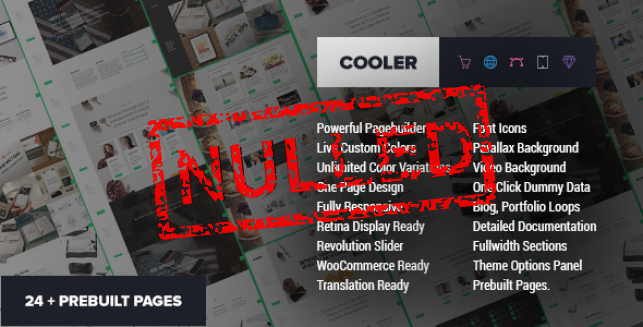 COOLER
Powerful Pagebuilder
Live Custom Colors
Unlimited Color Variations
One Page Design
Fully Responsive
Retina Display Ready
Revolution Slider
WooCommerce Ready
Translation Ready
Font Icons
Parallax Background
Video Background
One Click Dummy Data
Blog, Portfolio Loops
Detailed Documentation
Fullwidth Sections
Theme Options Panel
Prebuilt Pages.
NULLED
24 + PREBUILT PAGES